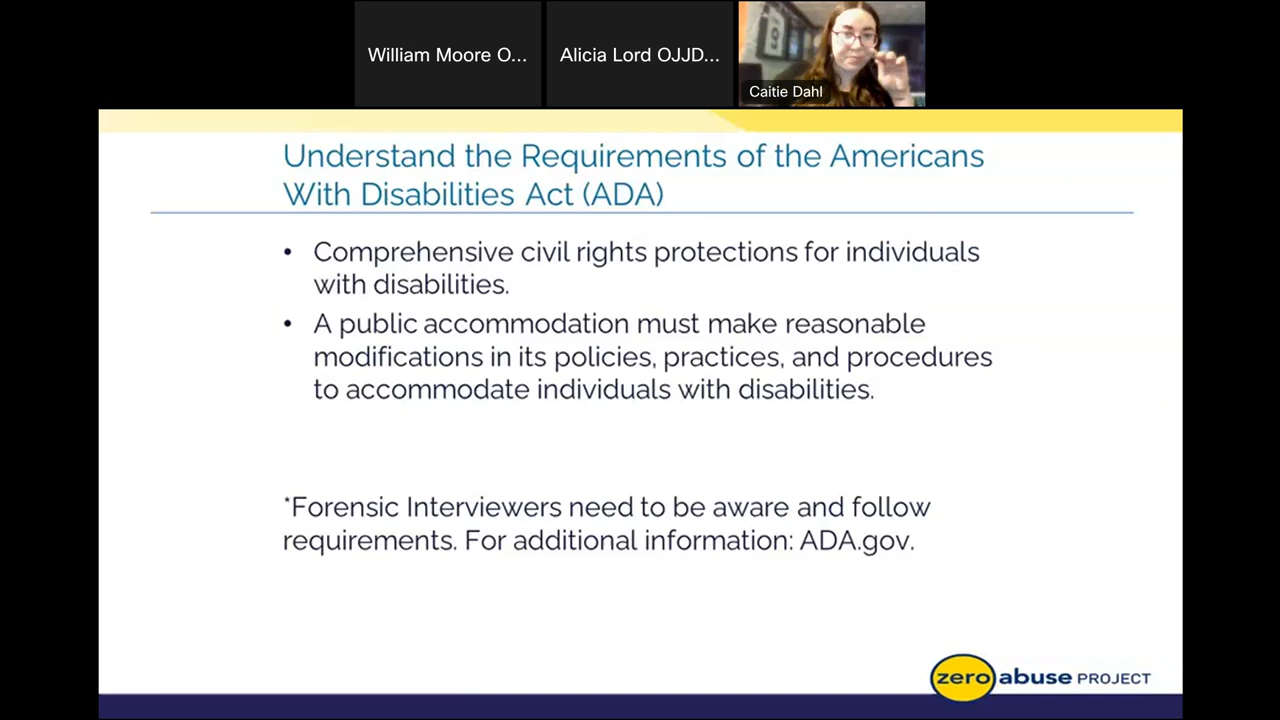 William Moore O...
Alicia Lord OJJD...
Caitie Dahl
Understand the Requirements of the Americans
With Disabilities Act (ADA)
• Comprehensive civil rights protections for individuals
with disabilities.
• A public accommodation must make reasonable
modifications in its policies, practices, and procedures
to accommodate individuals with disabilities.
*Forensic Interviewers need to be aware and follow
requirements. For additional information: ADA.gov.
zero abuse PROJECT